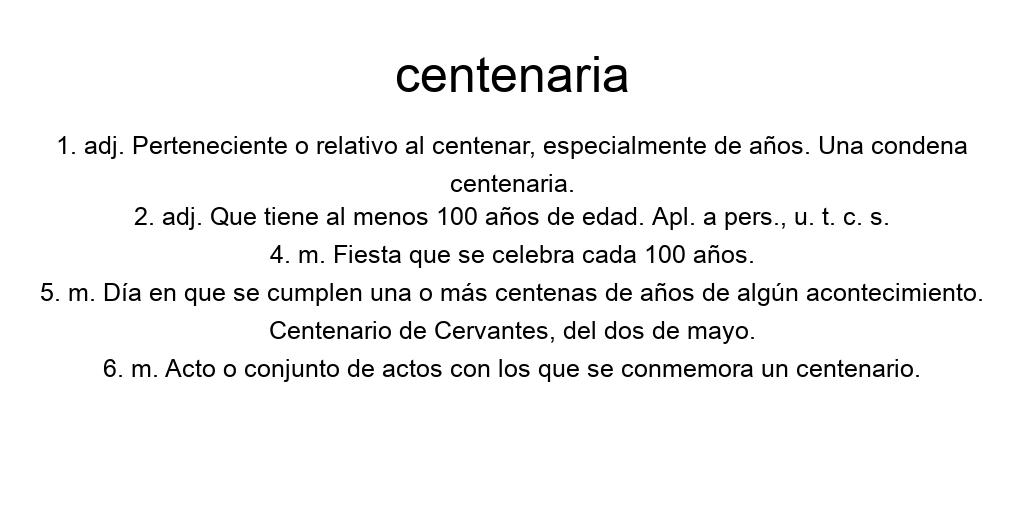 centenaria
1. adj. Perteneciente o relativo al centenar, especialmente de años. Una condena
centenaria.
2. adj. Que tiene al menos 100 años de edad. Apl. a pers., u. t. c. s.
4. m. Fiesta que se celebra cada 100 años.
5. m. Día en que se cumplen una o más centenas de años de algún acontecimiento.
Centenario de Cervantes, del dos de mayo.
6. m. Acto o conjunto de actos con los que se conmemora un centenario.